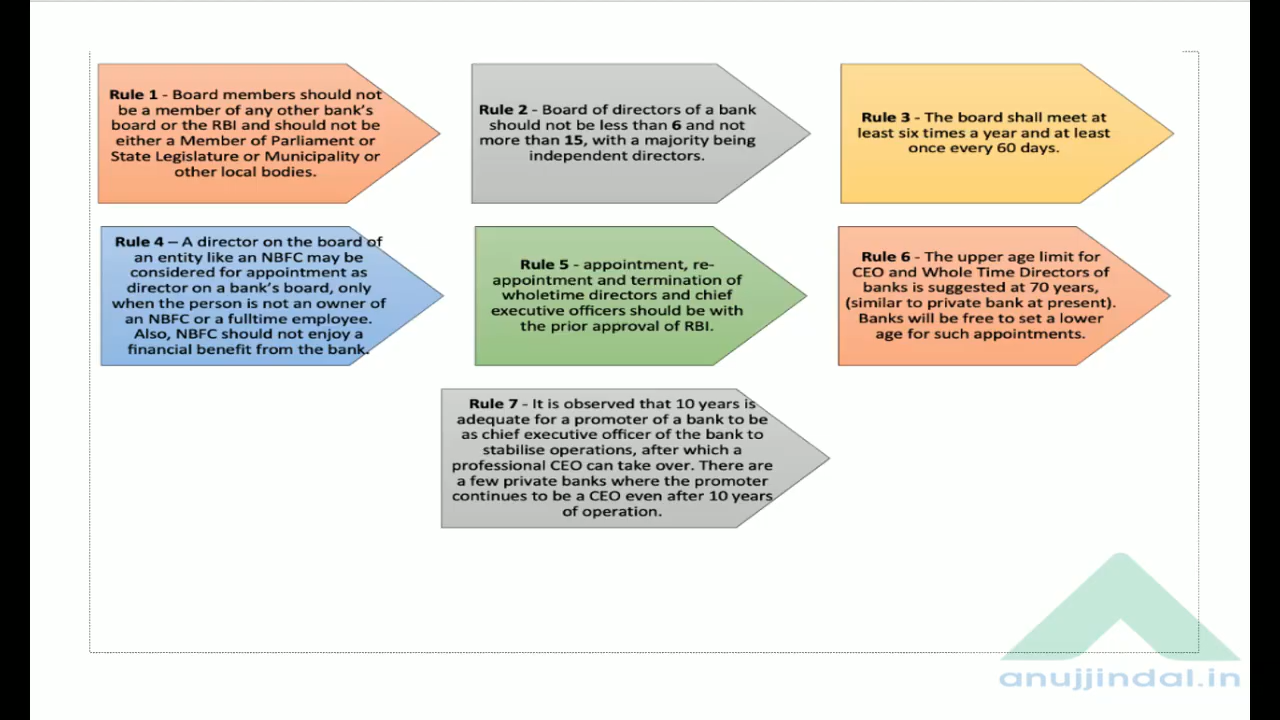 Rule 1 - Board members should not
be a member of any other bank's
board or the RBI and should not be
either a Member of Parliament or
State Legislature or Municipality or
other local bodies.
Rule 2 - Board of directors of a bank
should not be less than 6 and not
more than 15, with a majority being
independent directors.
Rule 3 - The board shall meet at
least six times a year and at least
once every 60 days.
Rule 4 – A director on the board of
an entity like an NBFC may be
considered for appointment as
director on a bank's board, only
when the person is not an owner of
an NBFC or a fulltime employee.
Also, NBFC should not enjoy a
financial benefit from the bank.
Rule 5 - appointment, re-
appointment and termination of
wholetime directors and chief
executive officers should be with
the prior approval of RBI.
Rule 6 - The upper age limit for
CEO and Whole Time Directors of
banks is suggested at 70 years,
(similar to private bank at present).
Banks will be free to set a lower
age for such appointments.
Rule 7 - It is observed that 10 years is
adequate for a promoter of a bank to be
as chief executive officer of the bank to
stabilise operations, after which a
professional CEO can take over. There are
a few private banks where the promoter
continues to be a CEO even after 10 years
of operation.
anujjindal.in